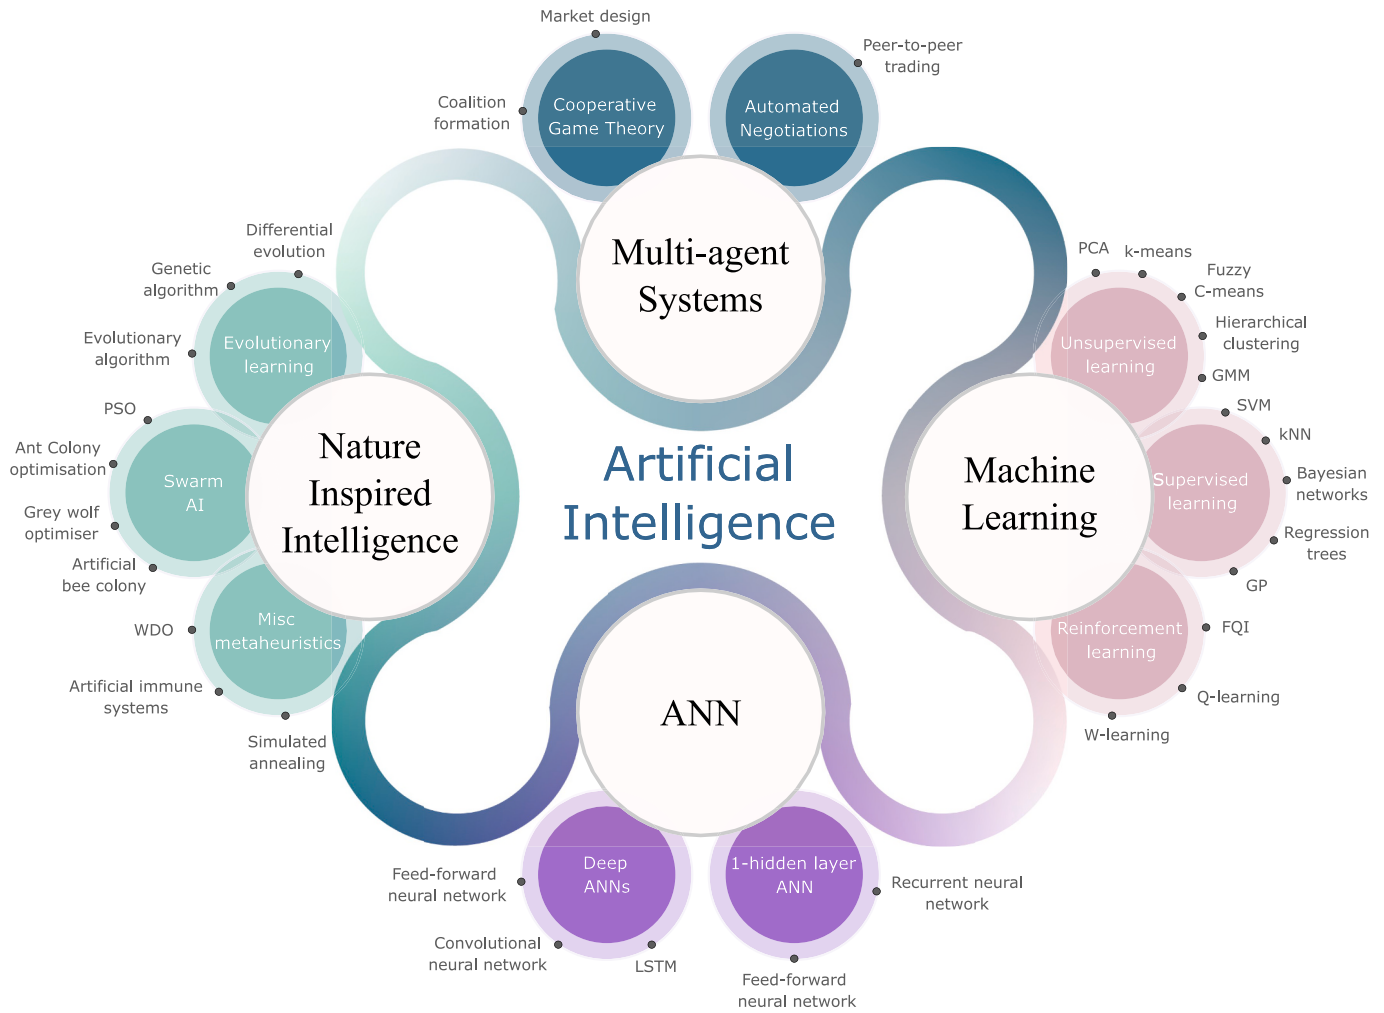 Market design
Coalition
formation
Cooperative
Game Theory
Automated
Negotiations
Peer-to-peer
trading
Multi-agent
Systems
Differential
evolution
Genetic
algorithm
Evolutionary
algorithm
Evolutionary
learning
PSO
Ant Colony
optimisation
Grey wolf
optimiser
Artificial
bee colony
Swarm
AI
WDO
Artificial immune
systems
Simulated
annealing
Misc
metaheuristics
Nature
Inspired
Intelligence
Artificial
Intelligence
Machine
Learning
PCA
k-means
Fuzzy
C-means
Hierarchical
clustering
GMM
Unsupervised
learning
SVM
kNN
Bayesian
networks
Regression
trees
GP
Supervised
learning
FQI
Q-learning
W-learning
Reinforcement
learning
ANN
Deep
ANNs
1-hidden layer
ANN
Feed-forward
neural network
Convolutional
neural network
LSTM
Recurrent neural
network
Feed-forward
neural network